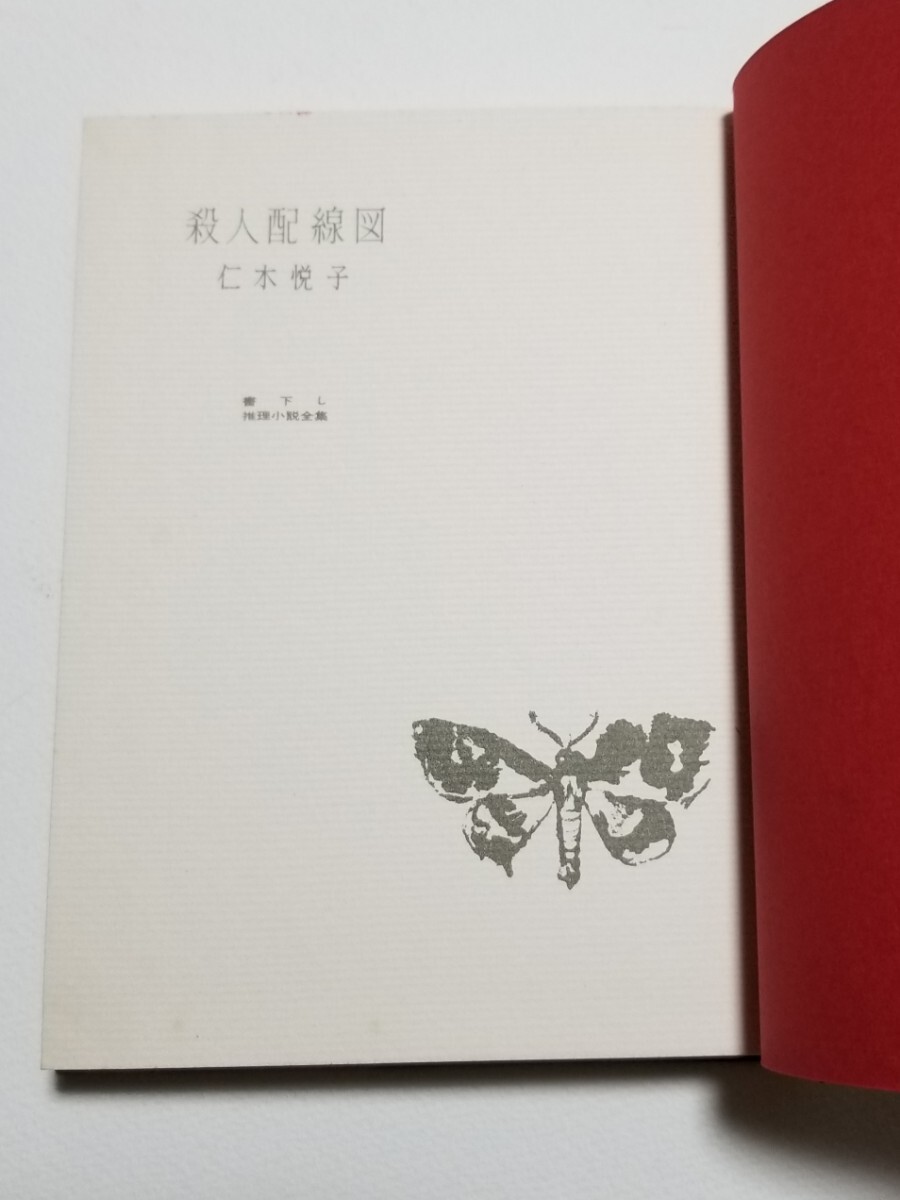 殺人配線図
仁木悦子
書下し
推理小説全集